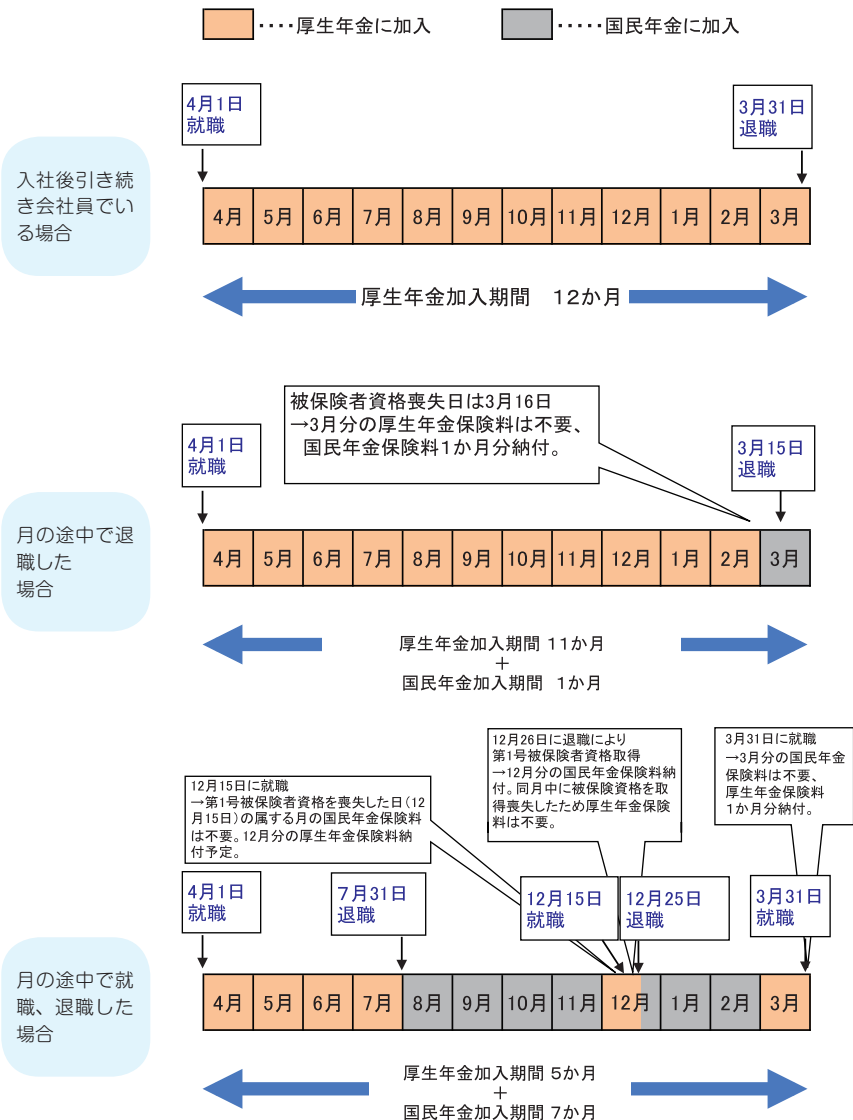 ‥‥厚生年金に加入
‥‥‥国民年金に加入
4月1日
就職
3月31日
退職
入社後引き続
き会社員でい
る場合
4月 5月 6月 7月 8月 9月 10月 11月 12月 1月 2月 3月
厚生年金加入期間　12か月
被保険者資格喪失日は3月16日
→3月分の厚生年金保険料は不要、
国民年金保険料1か月分納付。
4月1日
就職
3月15日
退職
月の途中で退
職した
場合
4月 5月 6月 7月 8月 9月 10月 11月 12月 1月 2月 3月
厚生年金加入期間 11か月
+
国民年金加入期間　1か月
12月15日に就職
→第1号被保険者資格を喪失した日(12
月15日)の属する月の国民年金保険料
は不要。12月分の厚生年金保険料納
付予定。
12月26日に退職により
第1号被保険者資格取得
→12月分の国民年金保険料納
付。同月中に被保険資格を取
得喪失したため厚生年金保険
料は不要。
3月31日に就職
→3月分の国民年金
保険料は不要、
厚生年金保険料
1か月分納付。
4月1日
就職
7月31日
退職
12月15日
就職
12月25日
退職
3月31日
就職
月の途中で就
職、退職した
場合
4月 5月 6月 7月 8月 9月 10月 11月 12月 1月 2月 3月
厚生年金加入期間 5か月
+
国民年金加入期間 7か月